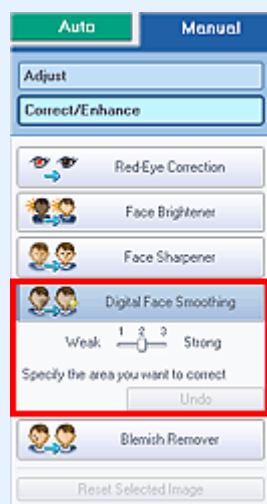 Auto Manual
Adjust
Correct/Enhance
Red-Eye Correction
Face Brightener
Face Sharpener
Digital Face Smoothing
1 2 3
Weak Strong
Specify the area you want to correct
Undo
Blemish Remover
Reset Selected Image